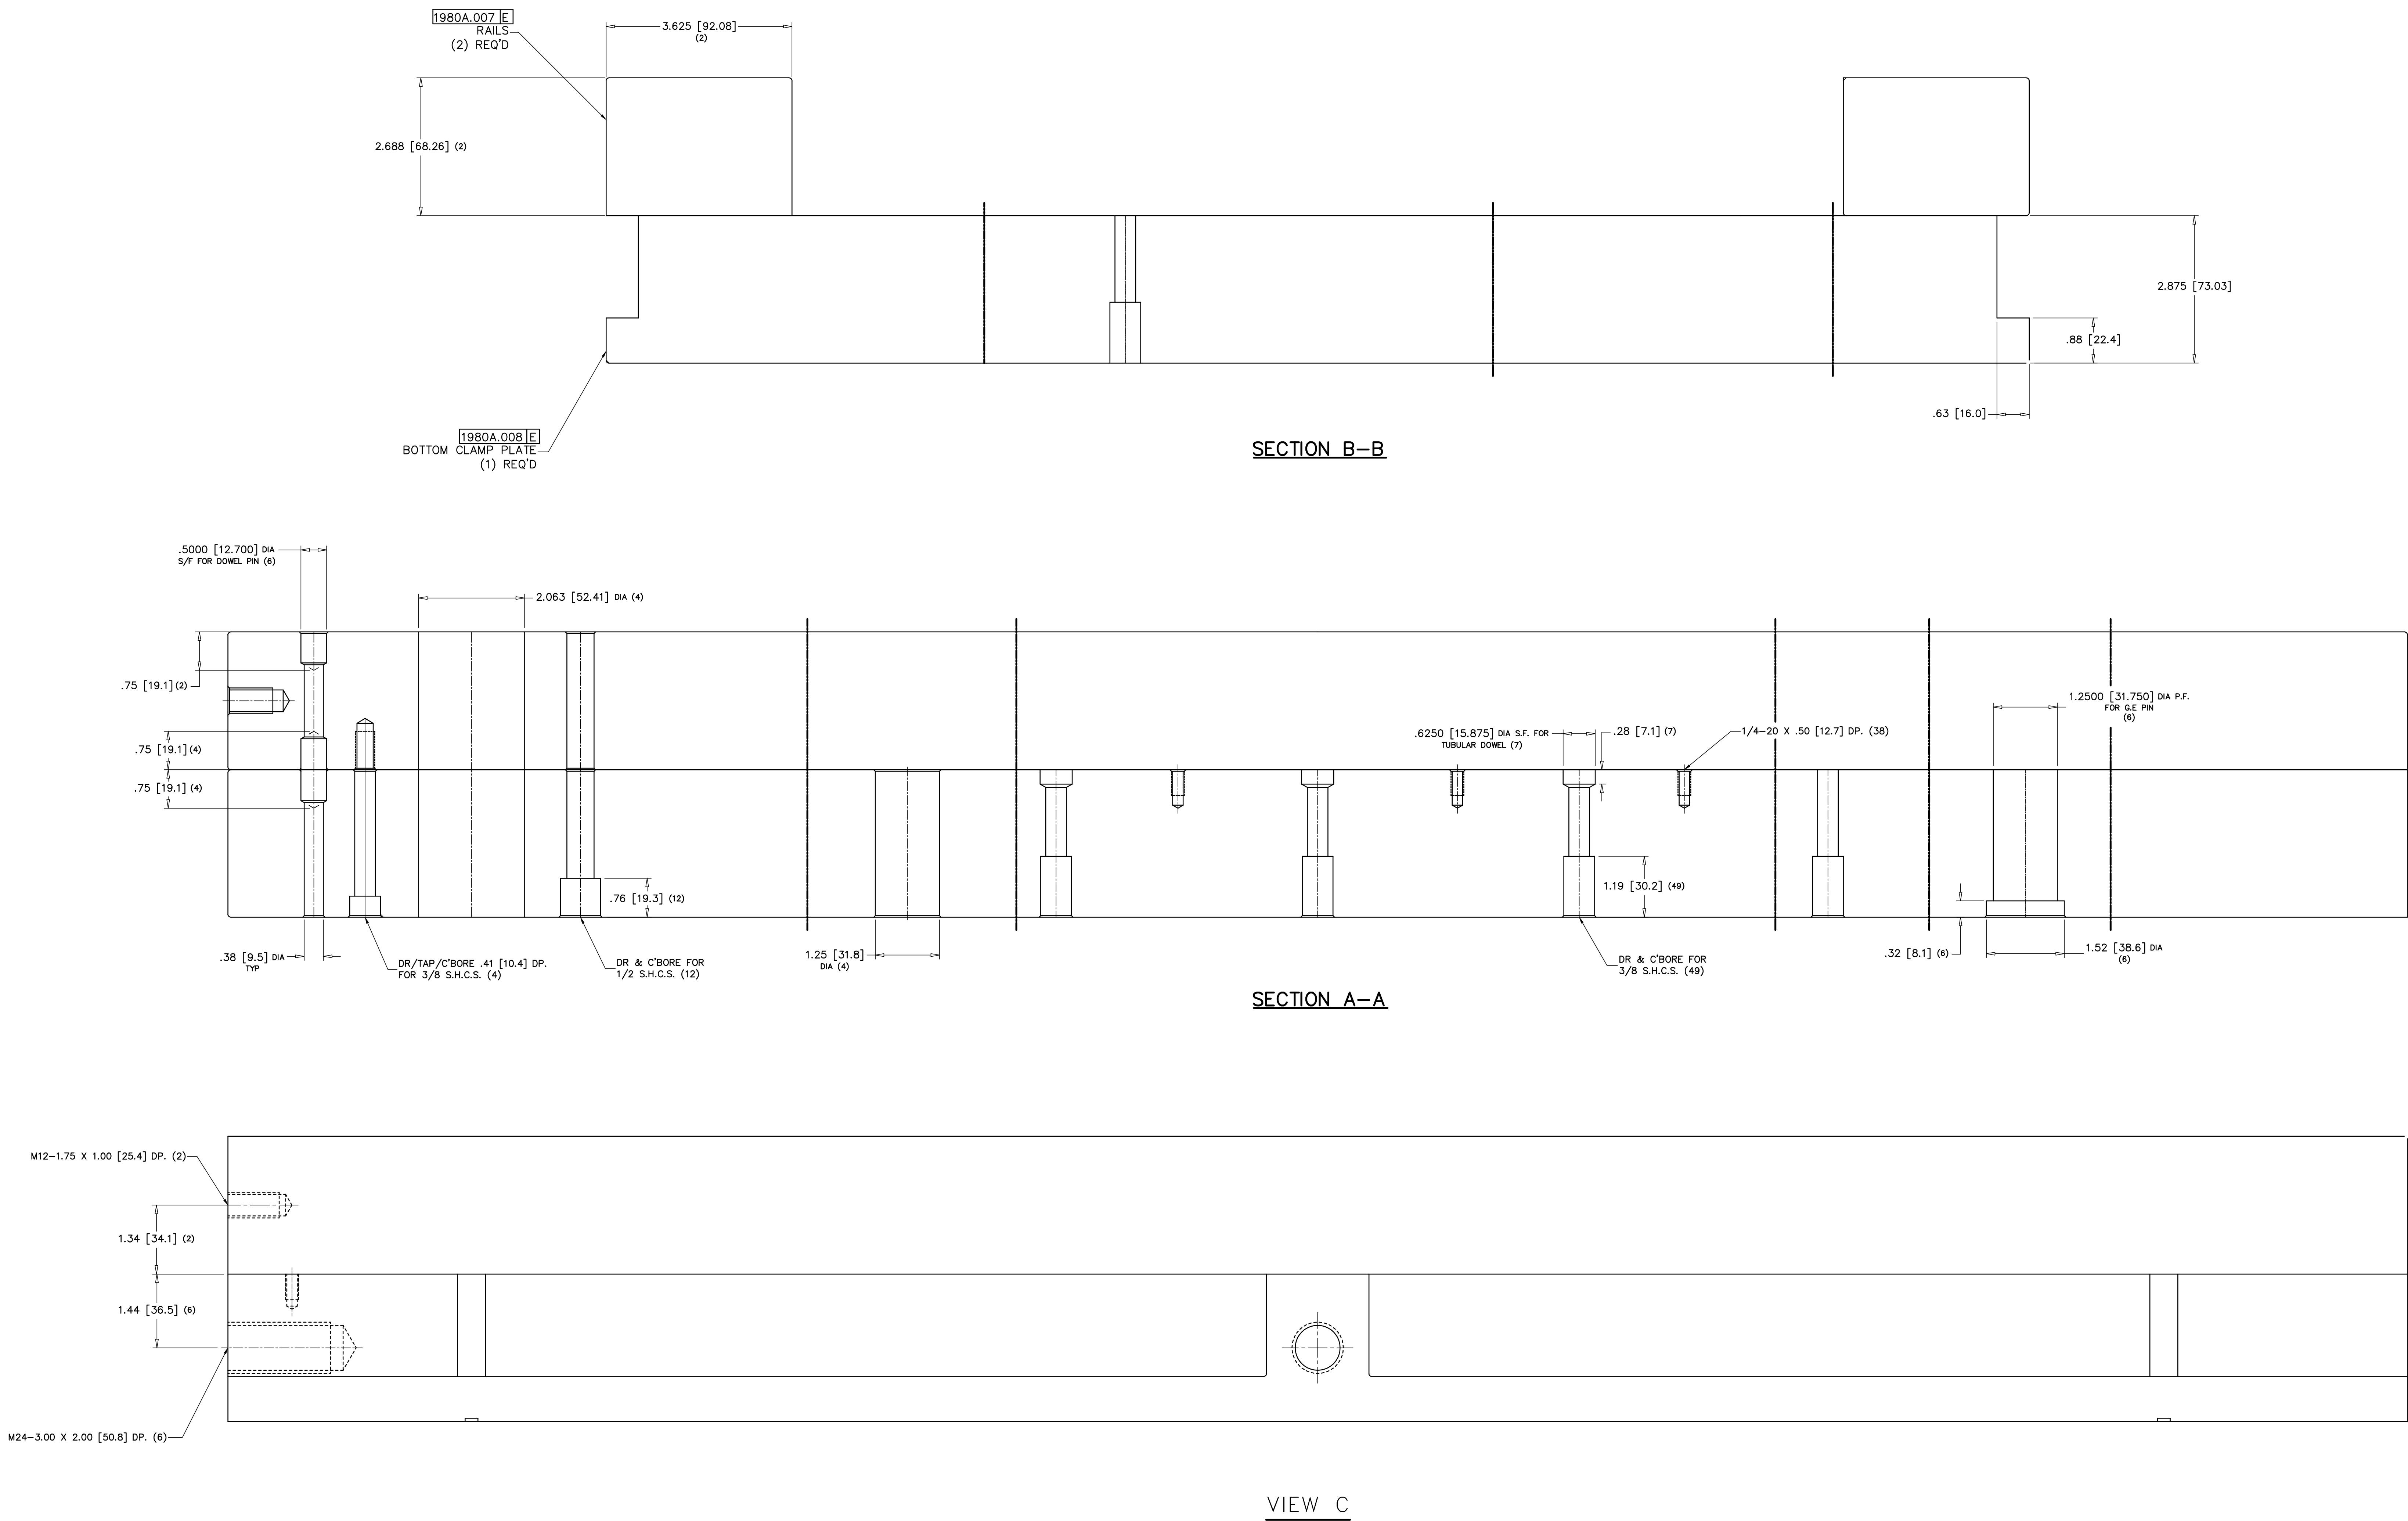 1980A.007 E
RAILS
(2) REQ'D
3.625 [92.08]
(2)
2.688 [68.26] (2)
2.875 [73.03]
.88 [22.4]
.63 [16.0]
1980A.008 E
BOTTOM CLAMP PLATE
(1) REQ'D
SECTION B-B
.5000 [12.700] DIA
S/F FOR DOWEL PIN (6)
2.063 [52.41] DIA (4)
.75 [19.1] (2)
.75 [19.1] (4)
.75 [19.1] (4)
.6250 [15.875] DIA S.F. FOR
TUBULAR DOWEL (7)
.28 [7.1] (7)
1/4-20 X .50 [12.7] DP. (38)
1.2500 [31.750] DIA P.F.
FOR G.E PIN
(6)
.76 [19.3] (12)
1.19 [30.2] (49)
.38 [9.5] DIA
TYP
DR/TAP/C'BORE .41 [10.4] DP.
FOR 3/8 S.H.C.S. (4)
DR & C'BORE FOR
1/2 S.H.C.S. (12)
1.25 [31.8]
DIA (4)
DR & C'BORE FOR
3/8 S.H.C.S. (49)
.32 [8.1] (6)
1.52 [38.6] DIA
(6)
SECTION A-A
M12-1.75 X 1.00 [25.4] DP. (2)
1.34 [34.1] (2)
1.44 [36.5] (6)
M24-3.00 X 2.00 [50.8] DP. (6)
VIEW C